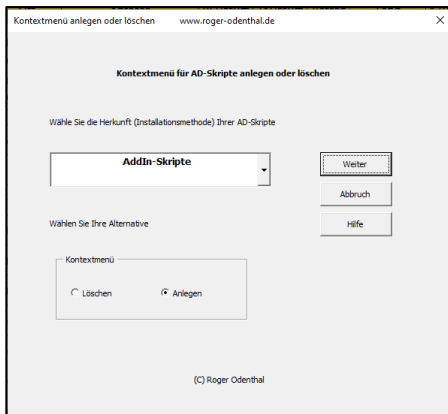 Kontextmenü anlegen oder löschen www.roger-odenthal.de
Kontextmenü für AD-Skripte anlegen oder löschen
Wähle Sie die Herkunft (Installationsmethode) Ihrer AD-Skripte
AddIn-Skripte
Weiter
Abbruch
Wählen Sie Ihre Alternative
Hilfe
Kontextmenü
Löschen Anlegen
(C) Roger Odenthal